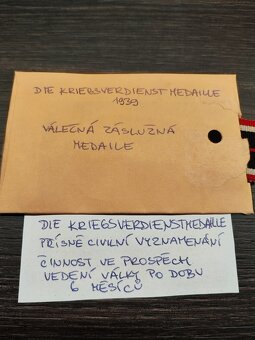 DIE KRIEGSVERDIENST MEDAILLE
1939
VÁLEČNÁ ZÁSLUŽNÁ
MEDAILE
DIE KRIEGSVERDIENSTMEDAILLE
PŘÍSNĚ CIVILNÍ VYZNAMENÁNÍ
ČINNOST VE PROSPĚCH
VEDENÍ VÁLKY PO DOBU
6 MĚSÍCŮ